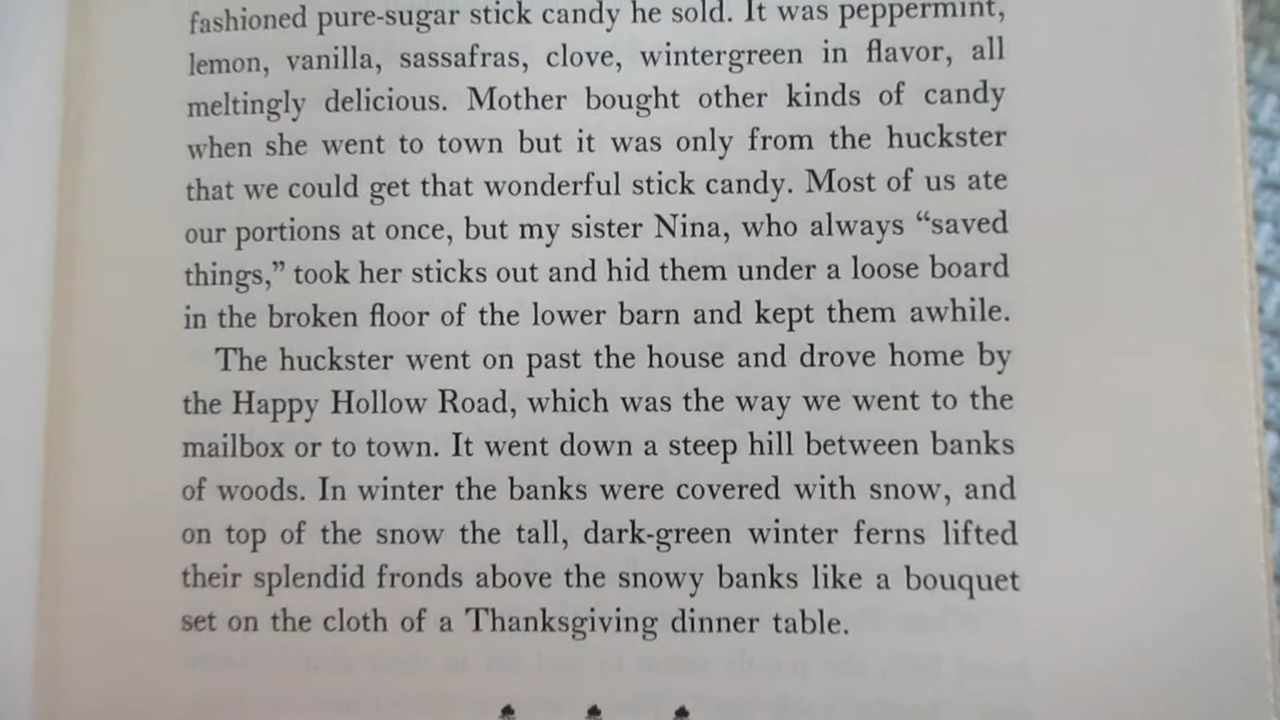 fashioned pure-sugar stick candy he sold. It was peppermint,
lemon, vanilla, sassafras, clove, wintergreen in flavor, all
meltingly delicious. Mother bought other kinds of candy
when she went to town but it was only from the huckster
that we could get that wonderful stick candy. Most of us ate
our portions at once, but my sister Nina, who always “saved
things,” took her sticks out and hid them under a loose board
in the broken floor of the lower barn and kept them awhile.
The huckster went on past the house and drove home by
the Happy Hollow Road, which was the way we went to the
mailbox or to town. It went down a steep hill between banks
of woods. In winter the banks were covered with snow, and
on top of the snow the tall, dark-green winter ferns lifted
their splendid fronds above the snowy banks like a bouquet
set on the cloth of a Thanksgiving dinner table.